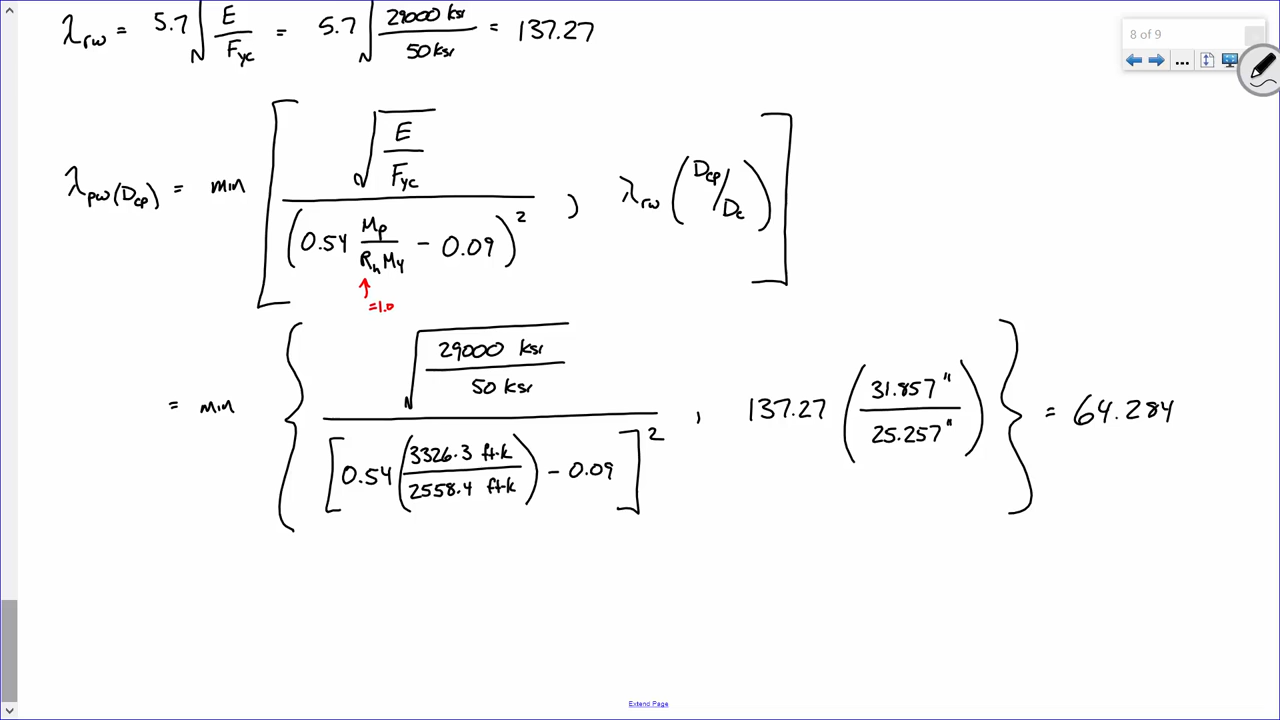 λrw = 5.7 √(E/Fyc) = 5.7 √(29000 ksi/50 ksi) = 137.27
8 of 9
λpw(Dcp) = min [ √(E/Fyc) / (0.54 Mp/RhMy - 0.09)² , λrw (Dcp/Dc) ]
=1.0
= min { √(29000 ksi/50 ksi) / [0.54 (3326.3 ft·k/2558.4 ft·k) - 0.09]² , 137.27 (31.857"/25.257") } = 64.284
Extend Page